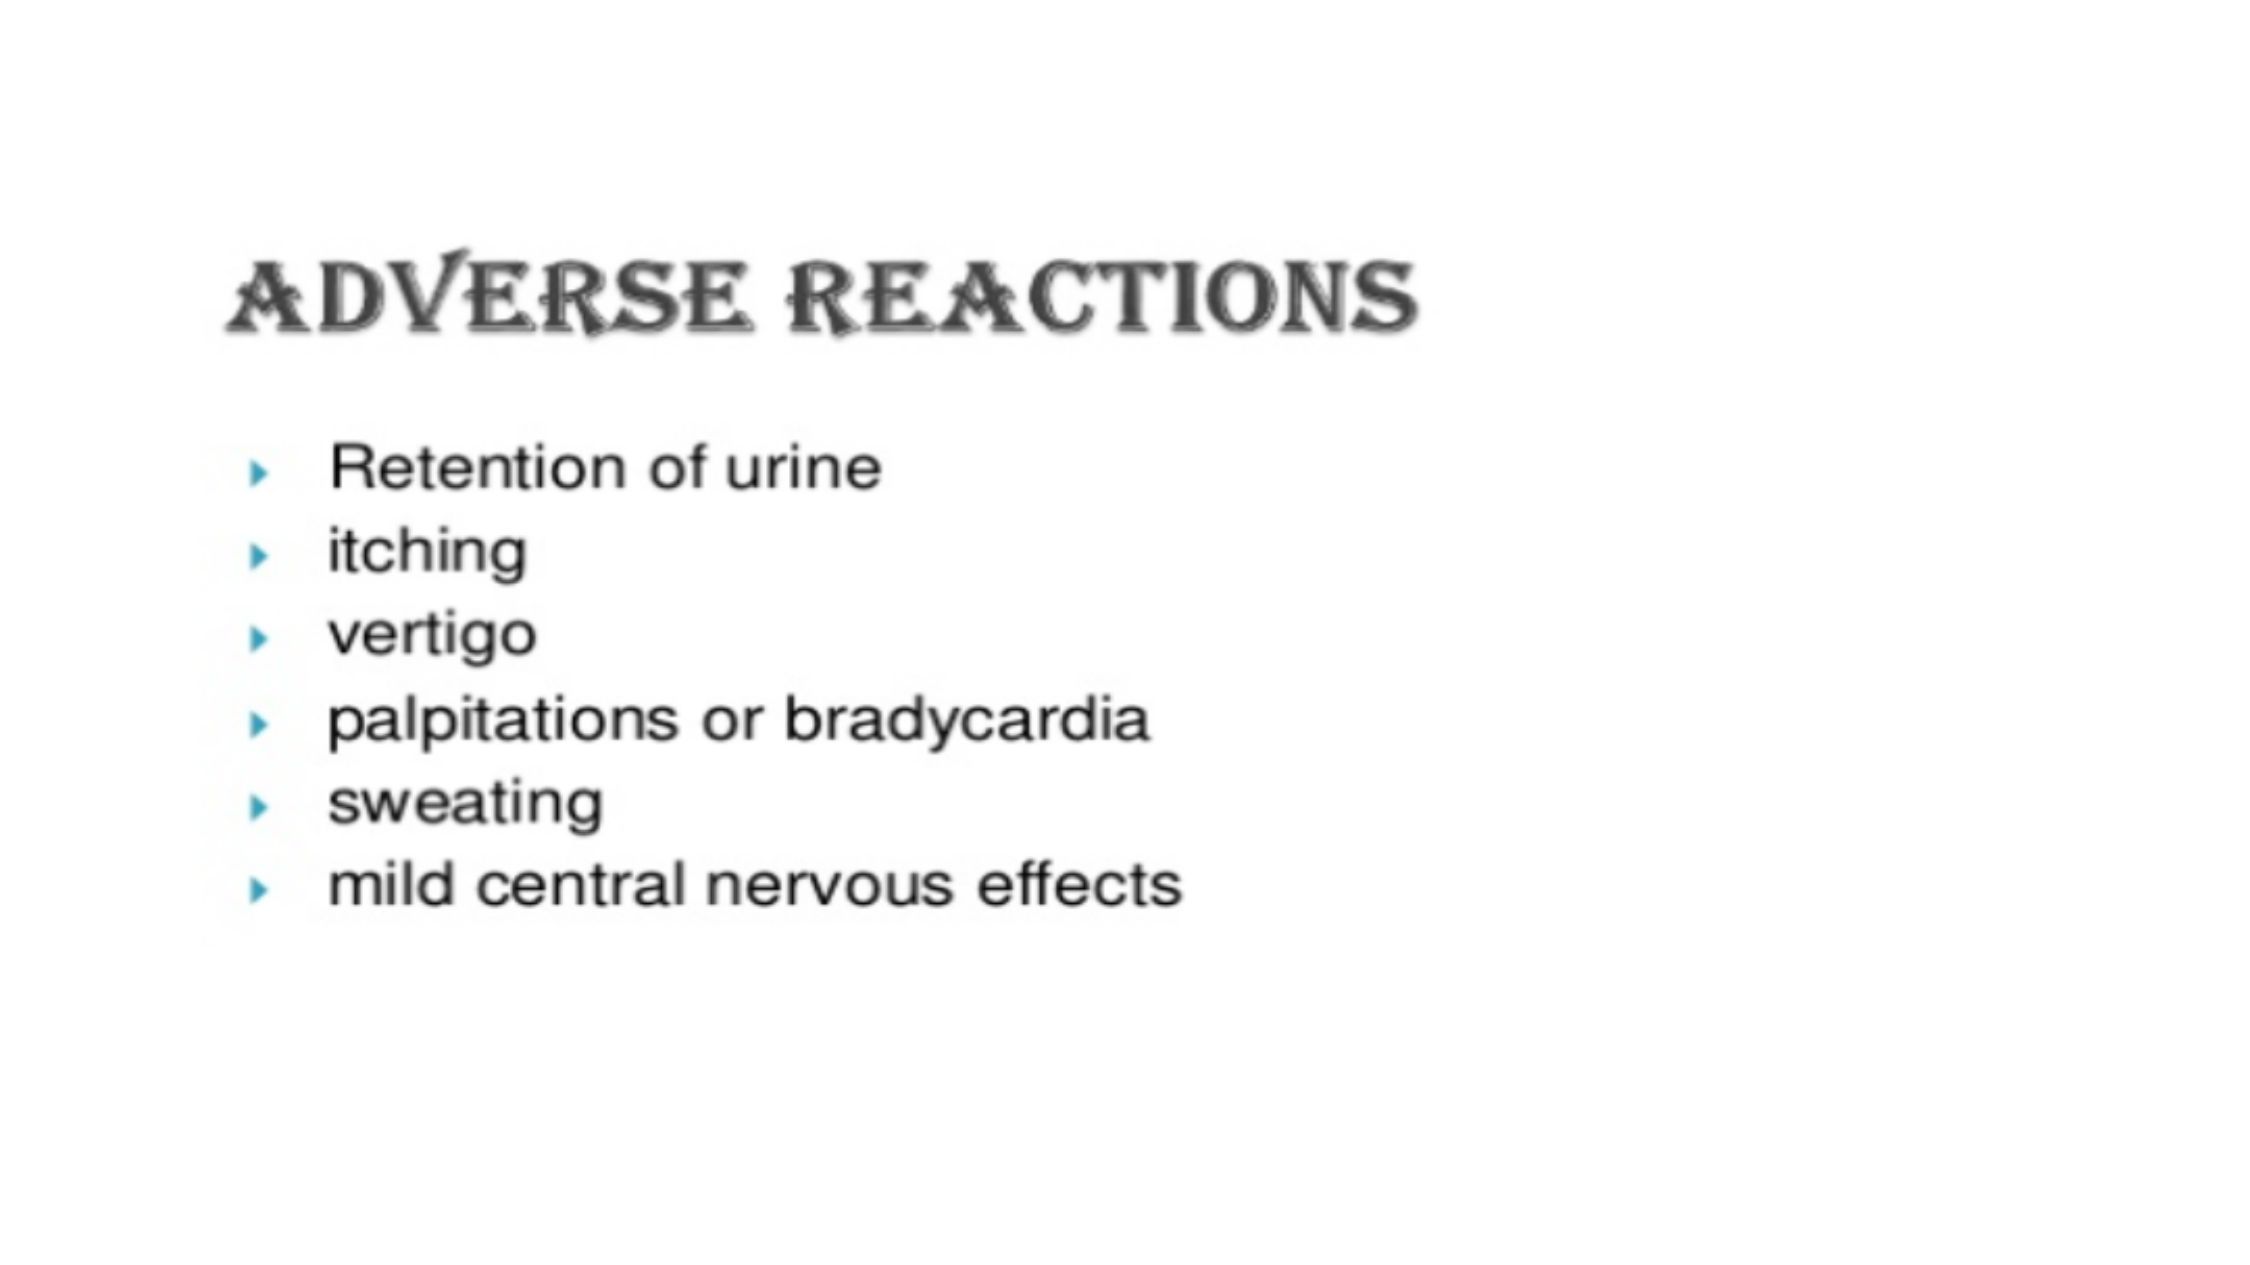 ADVERSE REACTIONS
Retention of urine
itching
vertigo
palpitations or bradycardia
sweating
mild central nervous effects